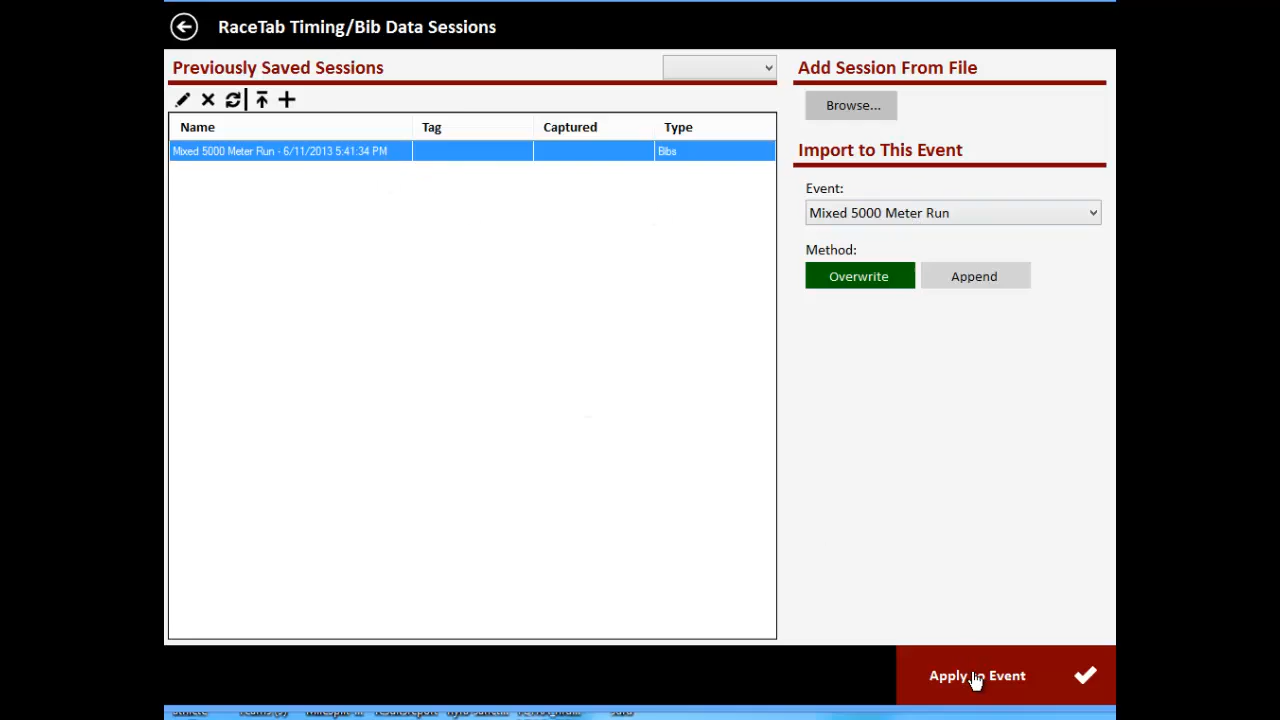 RaceTab Timing/Bib Data Sessions
Previously Saved Sessions
Name Tag Captured Type
Mixed 5000 Meter Run - 6/11/2013 5:41:34 PM Bibs
Add Session From File
Browse...
Import to This Event
Event:
Mixed 5000 Meter Run
Method:
Overwrite Append
Apply Event